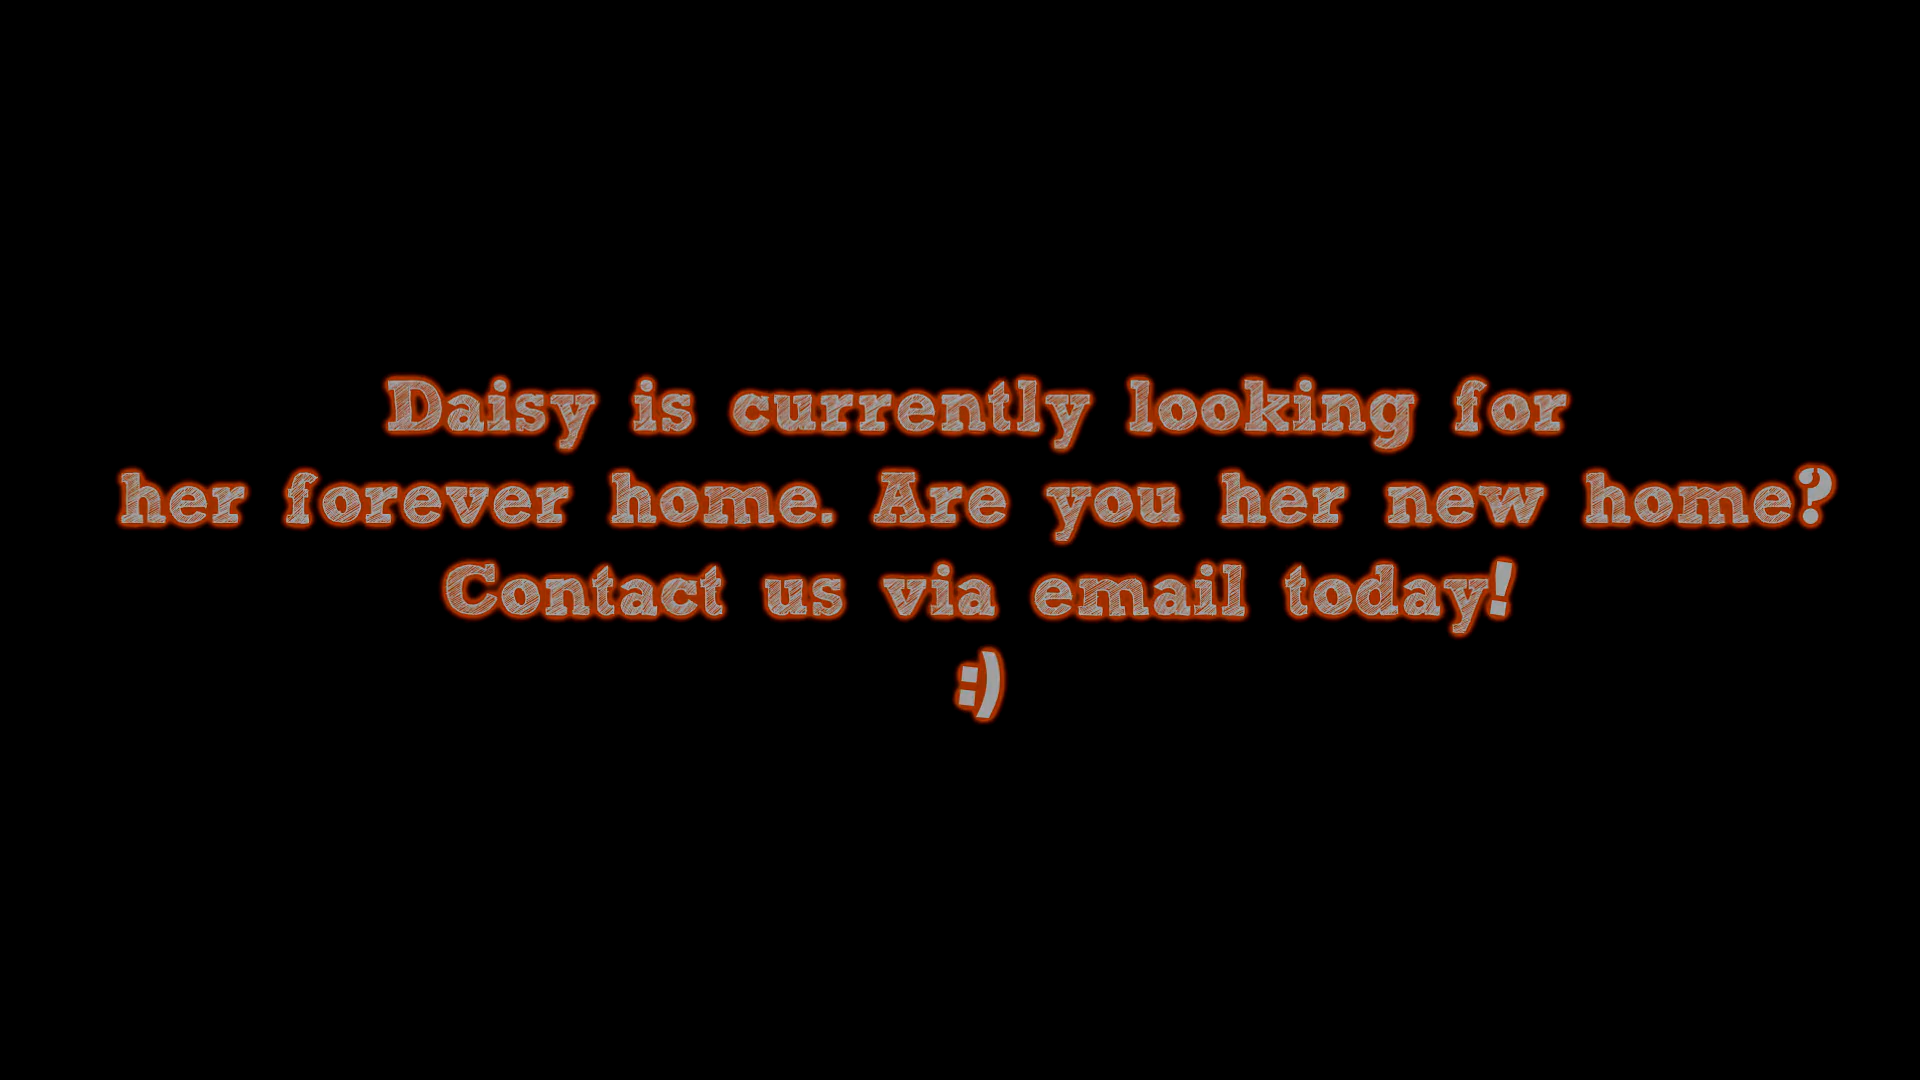 Daisy is currently looking for
her forever home. Are you her new home?
Contact us via email today!
:)